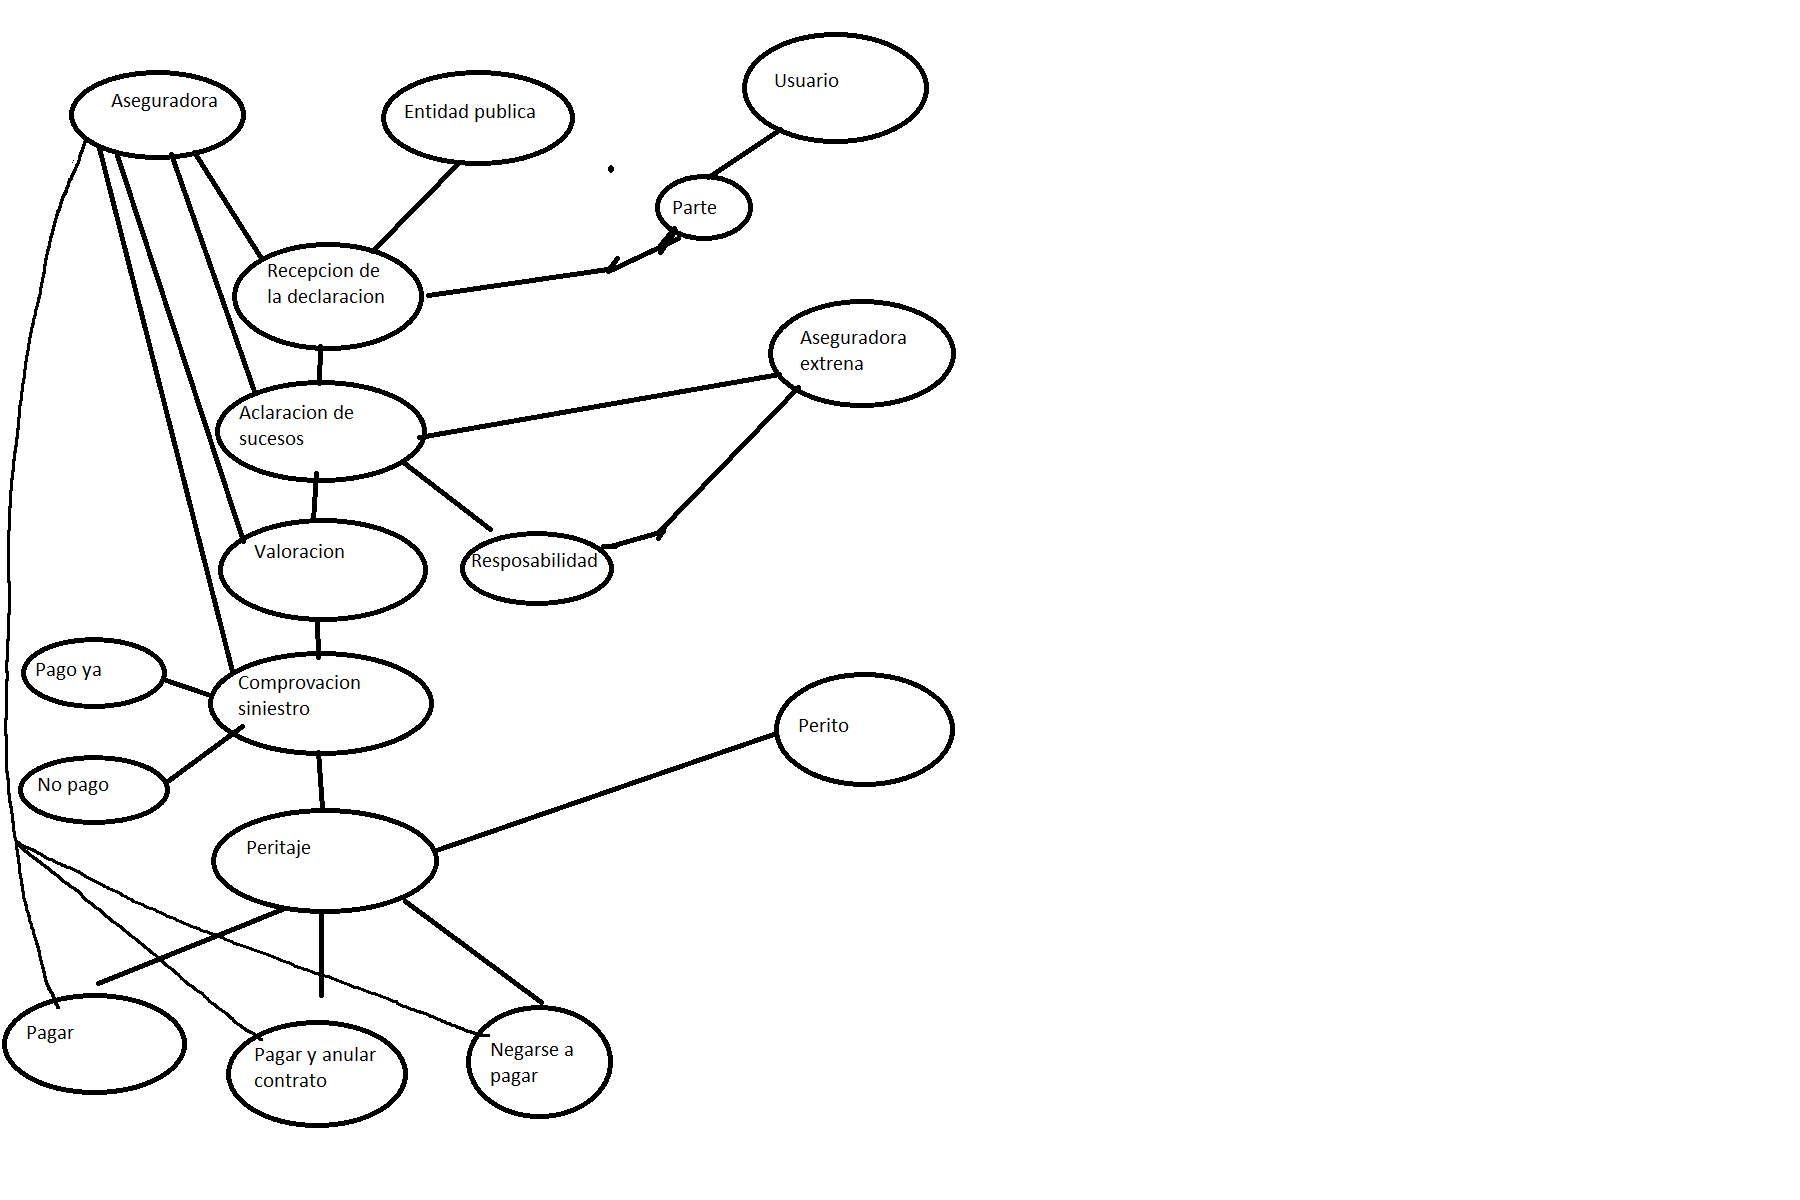 Usuario
Aseguradora
Entidad publica
Parte
Recepcion de
la declaracion
Aseguradora
extrena
Aclaracion de
sucesos
Valoracion
Resposabilidad
Pago ya
Comprovacion
siniestro
Perito
No pago
Peritaje
Pagar
Pagar y anular
contrato
Negarse a
pagar